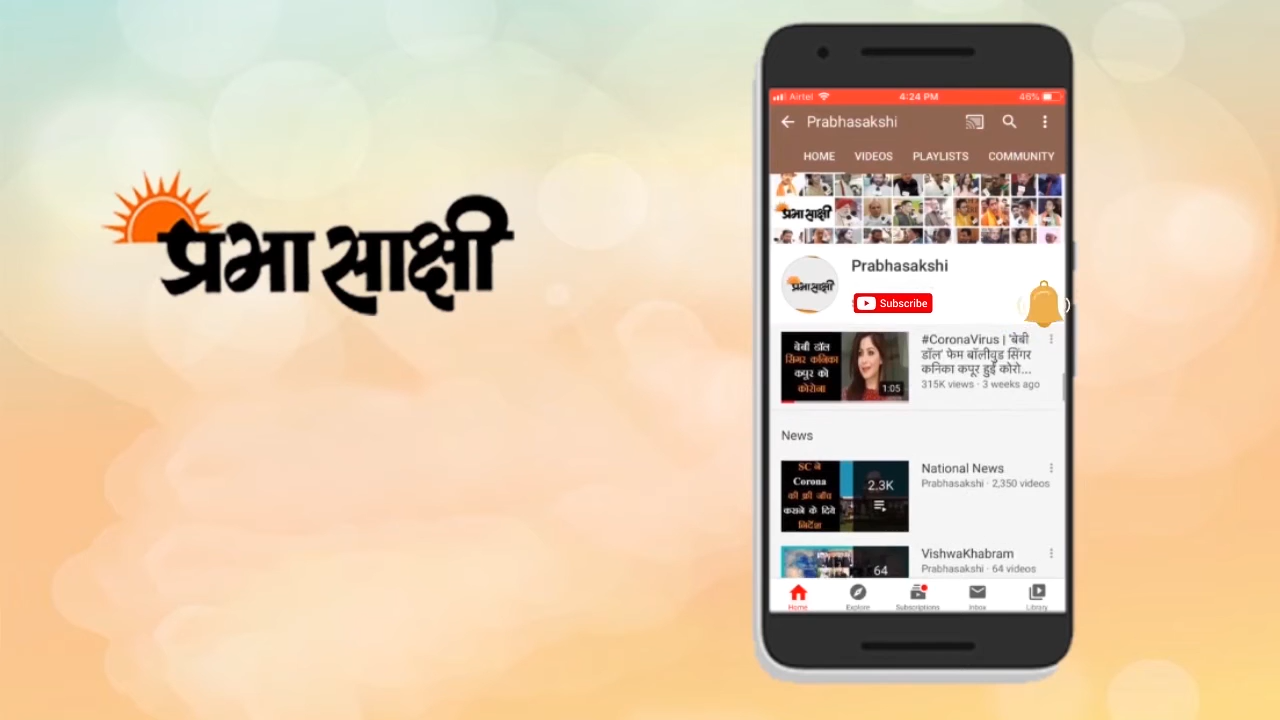 प्रभासाक्षी
Airtel 4:24 PM 46%
Prabhasakshi
HOME VIDEOS PLAYLISTS COMMUNITY
प्रभासाक्षी
Prabhasakshi
प्रभासाक्षी
Subscribe
बेबी डॉल
सिंगर कनिका
कपूर को
कोरोना
1:05
#CoronaVirus | 'बेबी
डॉल' फेम बॉलीवुड सिंगर
कनिका कपूर हुई कोरो...
315K views · 3 weeks ago
News
SC ने
Corona
की फ्री जाँच
कराने के दिये
निर्देश
2.3K
National News
Prabhasakshi · 2,350 videos
64
VishwaKhabram
Prabhasakshi · 64 videos
Home Explore Subscriptions Inbox Library